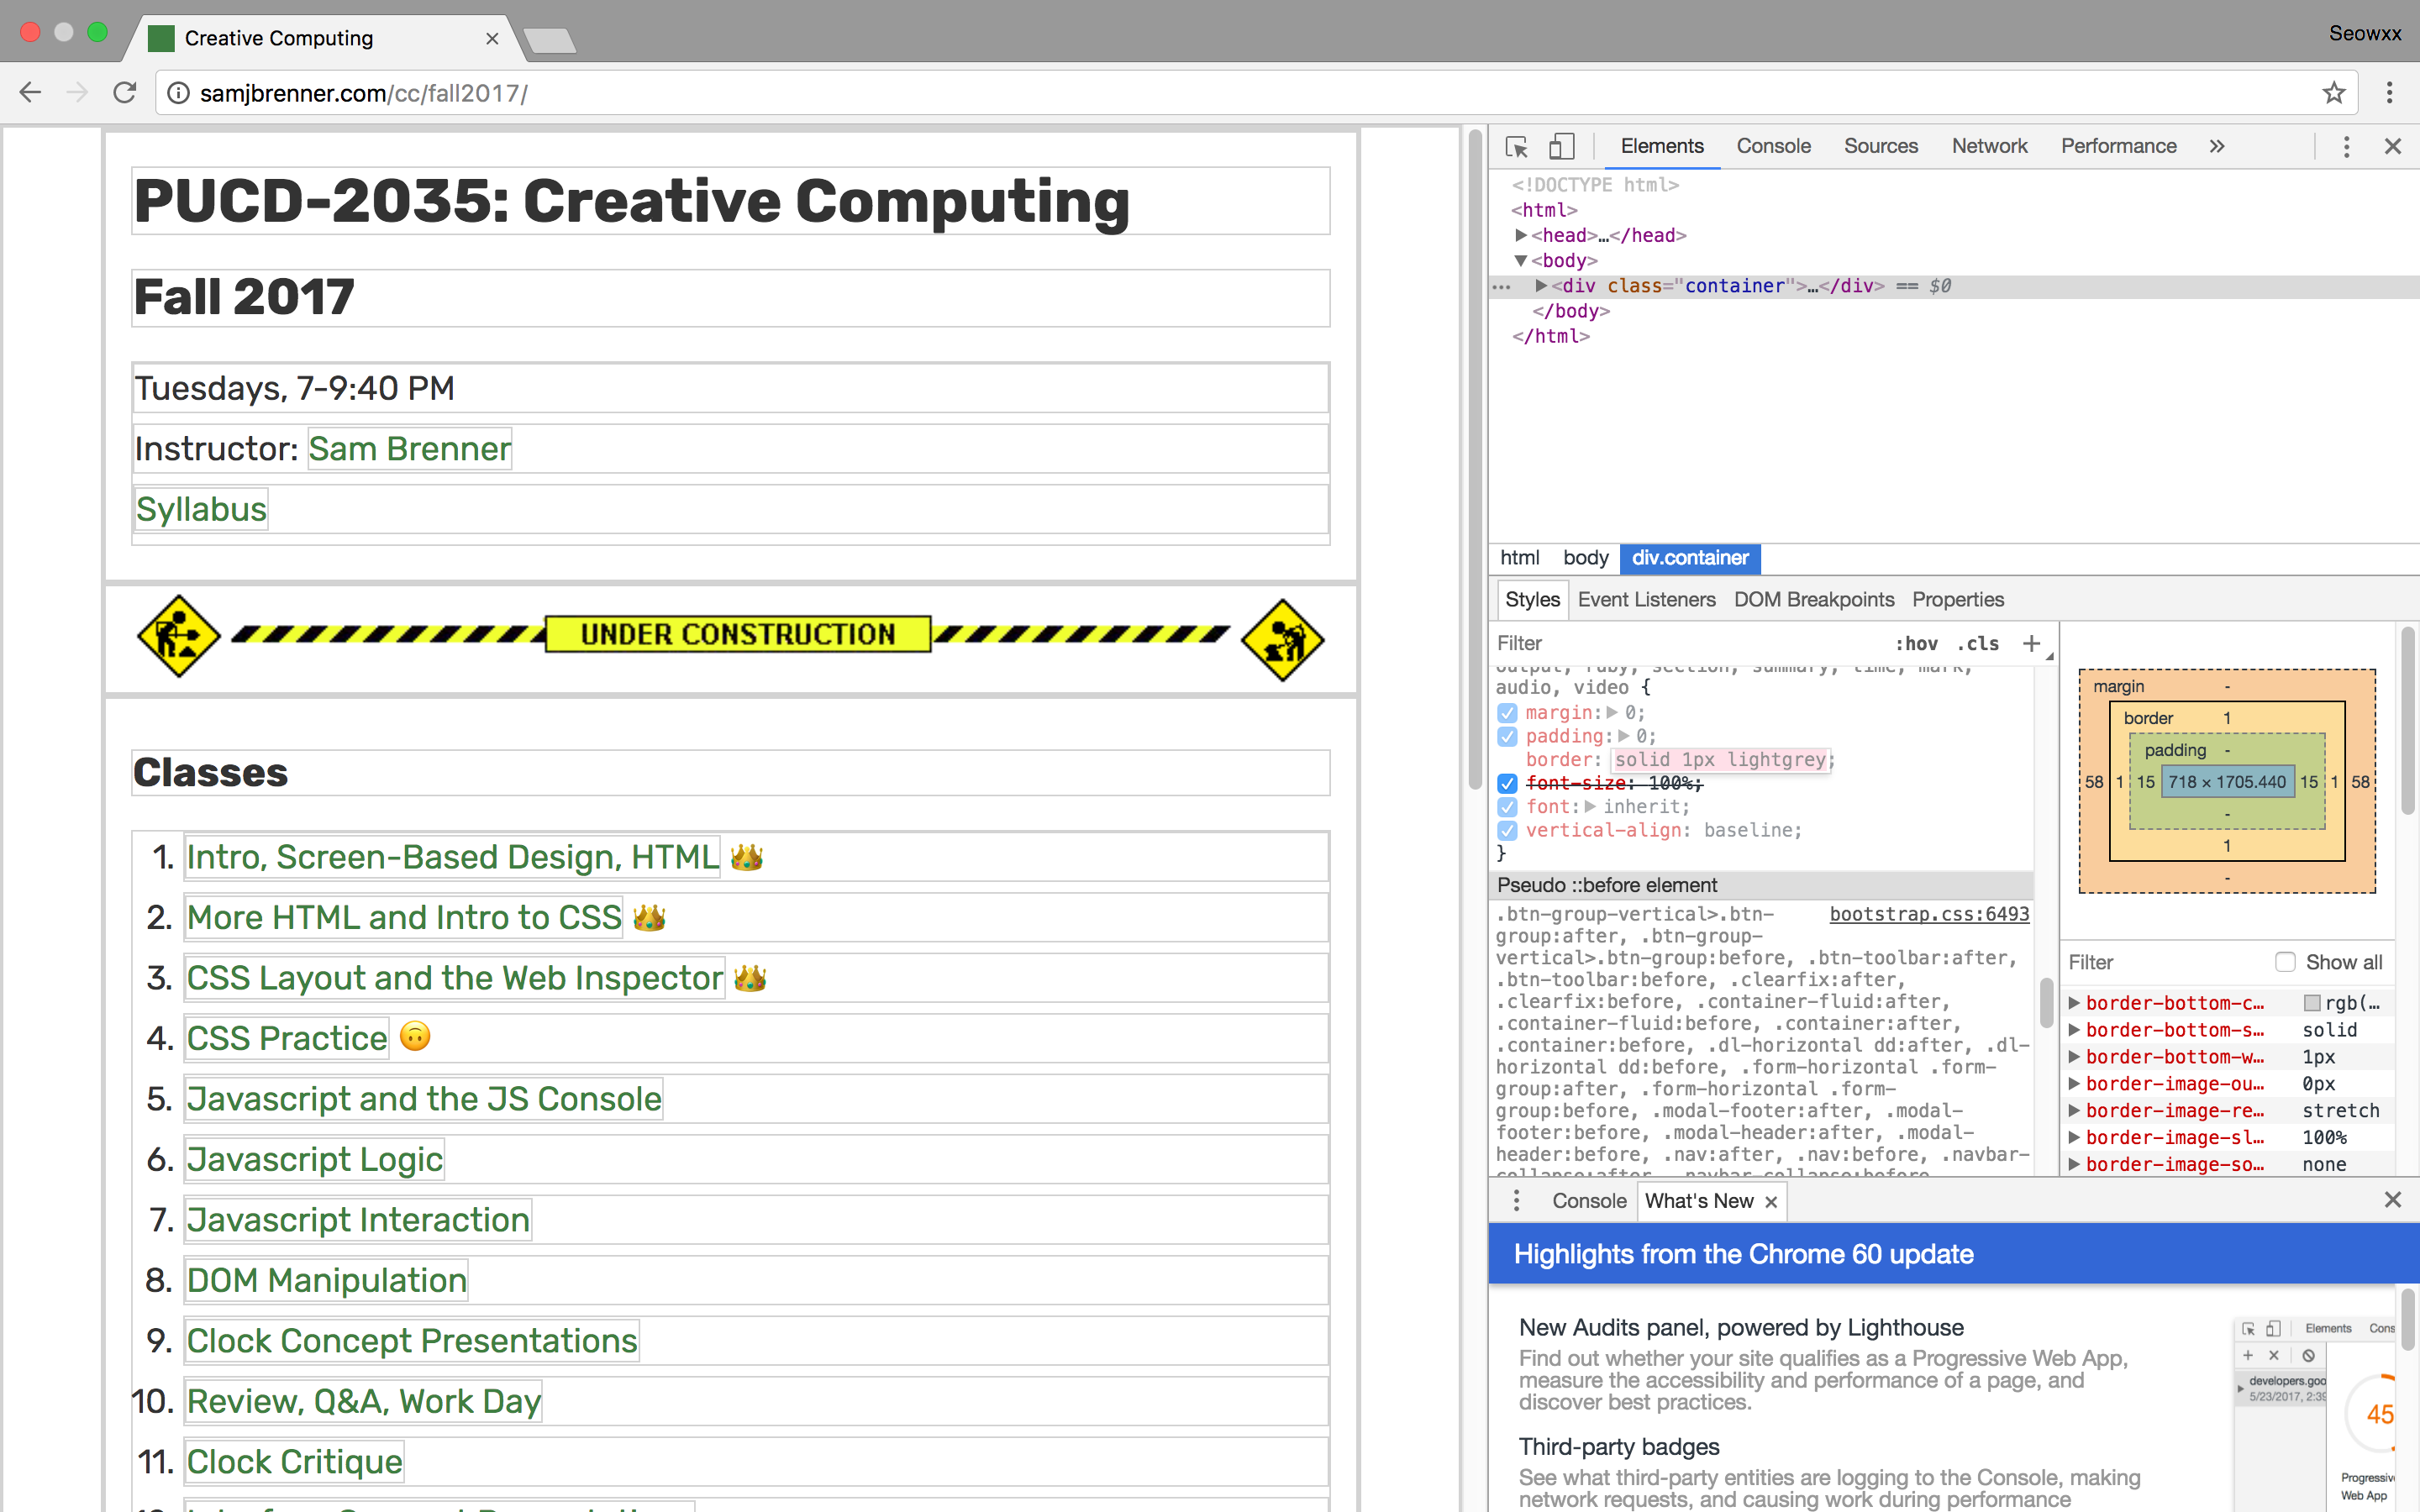 Creative Computing
Seowxx
samjbrenner.com/cc/fall2017/
PUCD-2035: Creative Computing
Fall 2017
Tuesdays, 7-9:40 PM
Instructor: Sam Brenner
Syllabus
UNDER CONSTRUCTION
Classes
1. Intro, Screen-Based Design, HTML 👑
2. More HTML and Intro to CSS 👑
3. CSS Layout and the Web Inspector 👑
4. CSS Practice 🙃
5. Javascript and the JS Console
6. Javascript Logic
7. Javascript Interaction
8. DOM Manipulation
9. Clock Concept Presentations
10. Review, Q&A, Work Day
11. Clock Critique
Elements Console Sources Network Performance »
<!DOCTYPE html>
<html>
▶<head>…</head>
▼<body>
… ▶<div class="container">…</div> == $0
</body>
</html>
html body div.container
Styles Event Listeners DOM Breakpoints Properties
Filter :hov .cls +
output, ruby, section, summary, time, mark,
audio, video {
margin:▶ 0;
padding:▶ 0;
border: solid 1px lightgrey;
font-size: 100%;
font:▶ inherit;
vertical-align: baseline;
}
Pseudo ::before element
.btn-group-vertical>.btn- bootstrap.css:6493
group:after, .btn-group-
vertical>.btn-group:before, .btn-toolbar:after,
.btn-toolbar:before, .clearfix:after,
.clearfix:before, .container-fluid:after,
.container-fluid:before, .container:after,
.container:before, .dl-horizontal dd:after, .dl-
horizontal dd:before, .form-horizontal .form-
group:after, .form-horizontal .form-
group:before, .modal-footer:after, .modal-
footer:before, .modal-header:after, .modal-
header:before, .nav:after, .nav:before, .navbar-
collapse:after, .navbar-collapse:before,
margin -
border 1
padding -
58 1 15 718 × 1705.440 15 1 58
-
1
-
Filter Show all
▶ border-bottom-c… rgb(…
▶ border-bottom-s… solid
▶ border-bottom-w… 1px
▶ border-image-ou… 0px
▶ border-image-re… stretch
▶ border-image-sl… 100%
▶ border-image-so… none
Console What's New ×
Highlights from the Chrome 60 update
New Audits panel, powered by Lighthouse
Find out whether your site qualifies as a Progressive Web App,
measure the accessibility and performance of a page, and
discover best practices.
Third-party badges
See what third-party entities are logging to the Console, making
network requests, and causing work during performance
Elements Cons
developers.goo
5/23/2017, 2:39
45
Progressiv
Web App